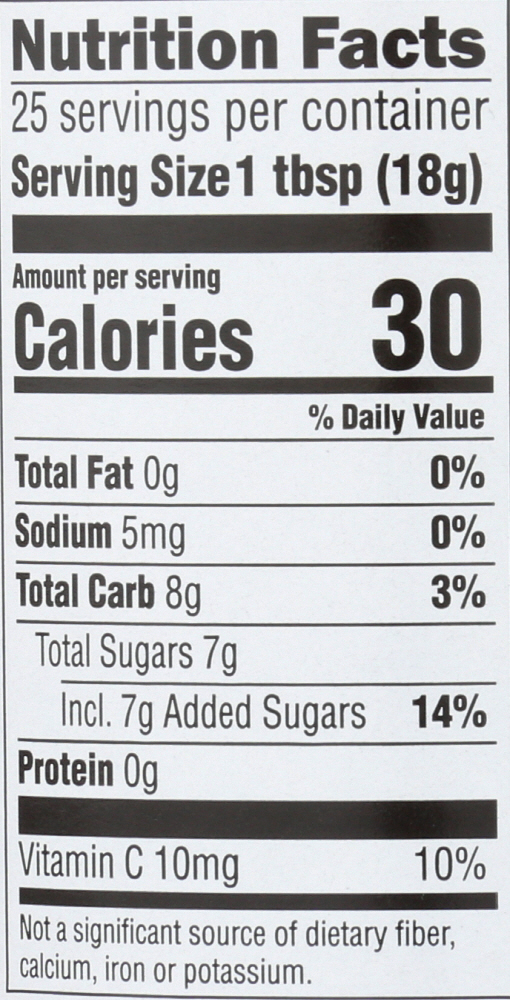 Nutrition Facts
25 servings per container
Serving Size 1 tbsp (18g)
Amount per serving
Calories 30
% Daily Value
Total Fat 0g 0%
Sodium 5mg 0%
Total Carb 8g 3%
Total Sugars 7g
Incl. 7g Added Sugars 14%
Protein 0g
Vitamin C 10mg 10%
Not a significant source of dietary fiber,
calcium, iron or potassium.